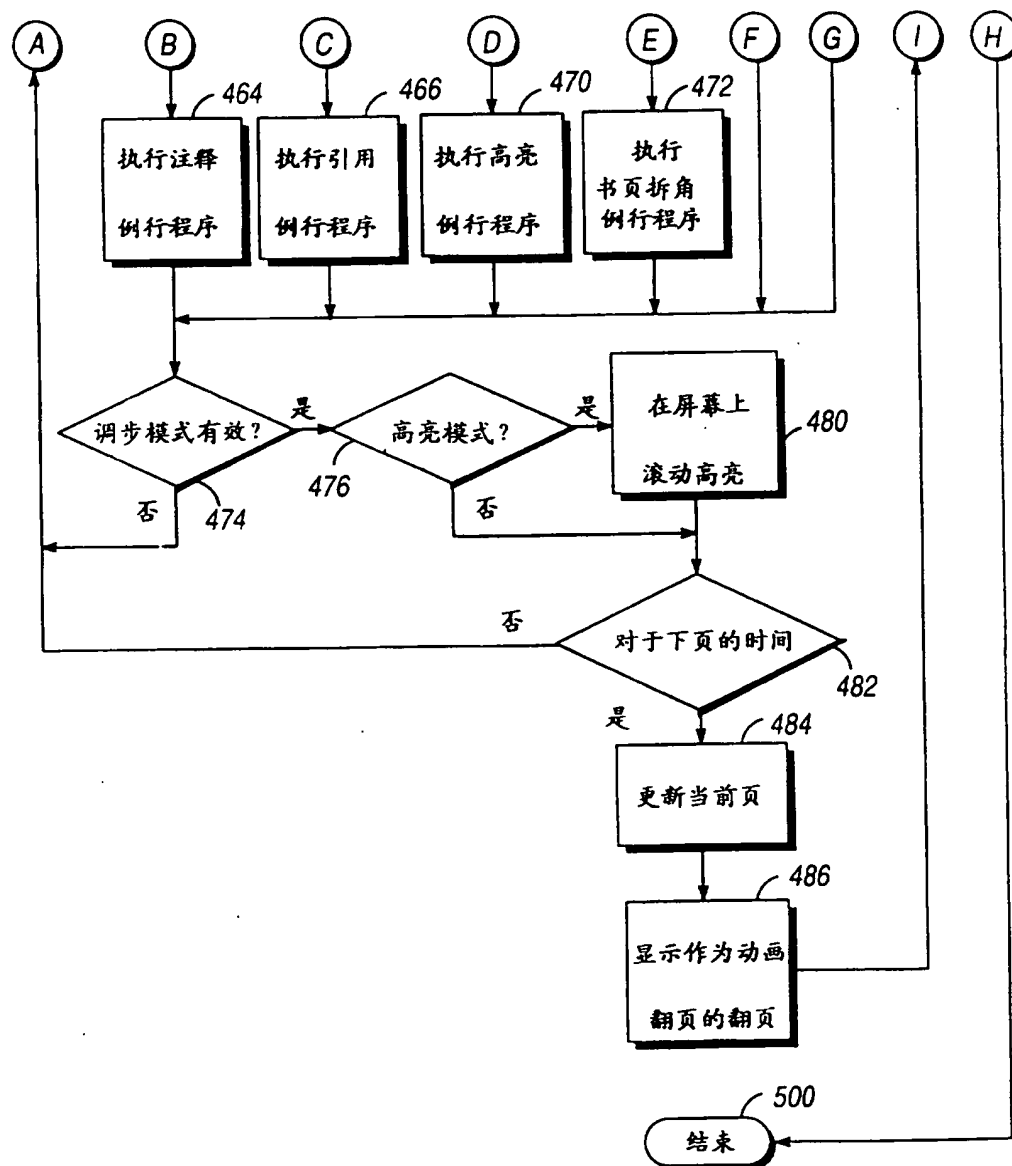 A B C D E F G I H
464 466 470 472
执行注释
例行程序
执行引用
例行程序
执行高亮
例行程序
执行
书页拆角
例行程序
调步模式有效?
是
否
474
高亮模式?
是
否
476
在屏幕上
滚动高亮
480
对于下页的时间
否
是
482
484
更新当前页
486
显示作为动画
翻页的翻页
500
结束